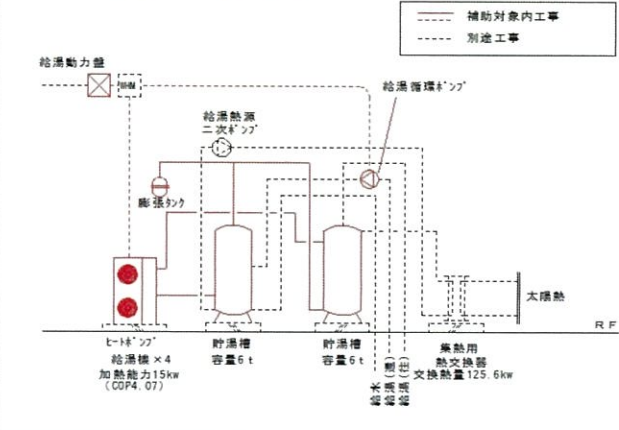 補助対象内工事
別途工事
給湯動力盤
WHM
給湯循環ポンプ
給湯熱源
二次ポンプ
膨張タンク
太陽熱
RF
ヒートポンプ
給湯機×4
加熱能力15kw
(COP4.07)
貯湯槽
容量6t
貯湯槽
容量6t
給水
給湯(還)
給湯(往)
集熱用
熱交換器
交換熱量125.6kw